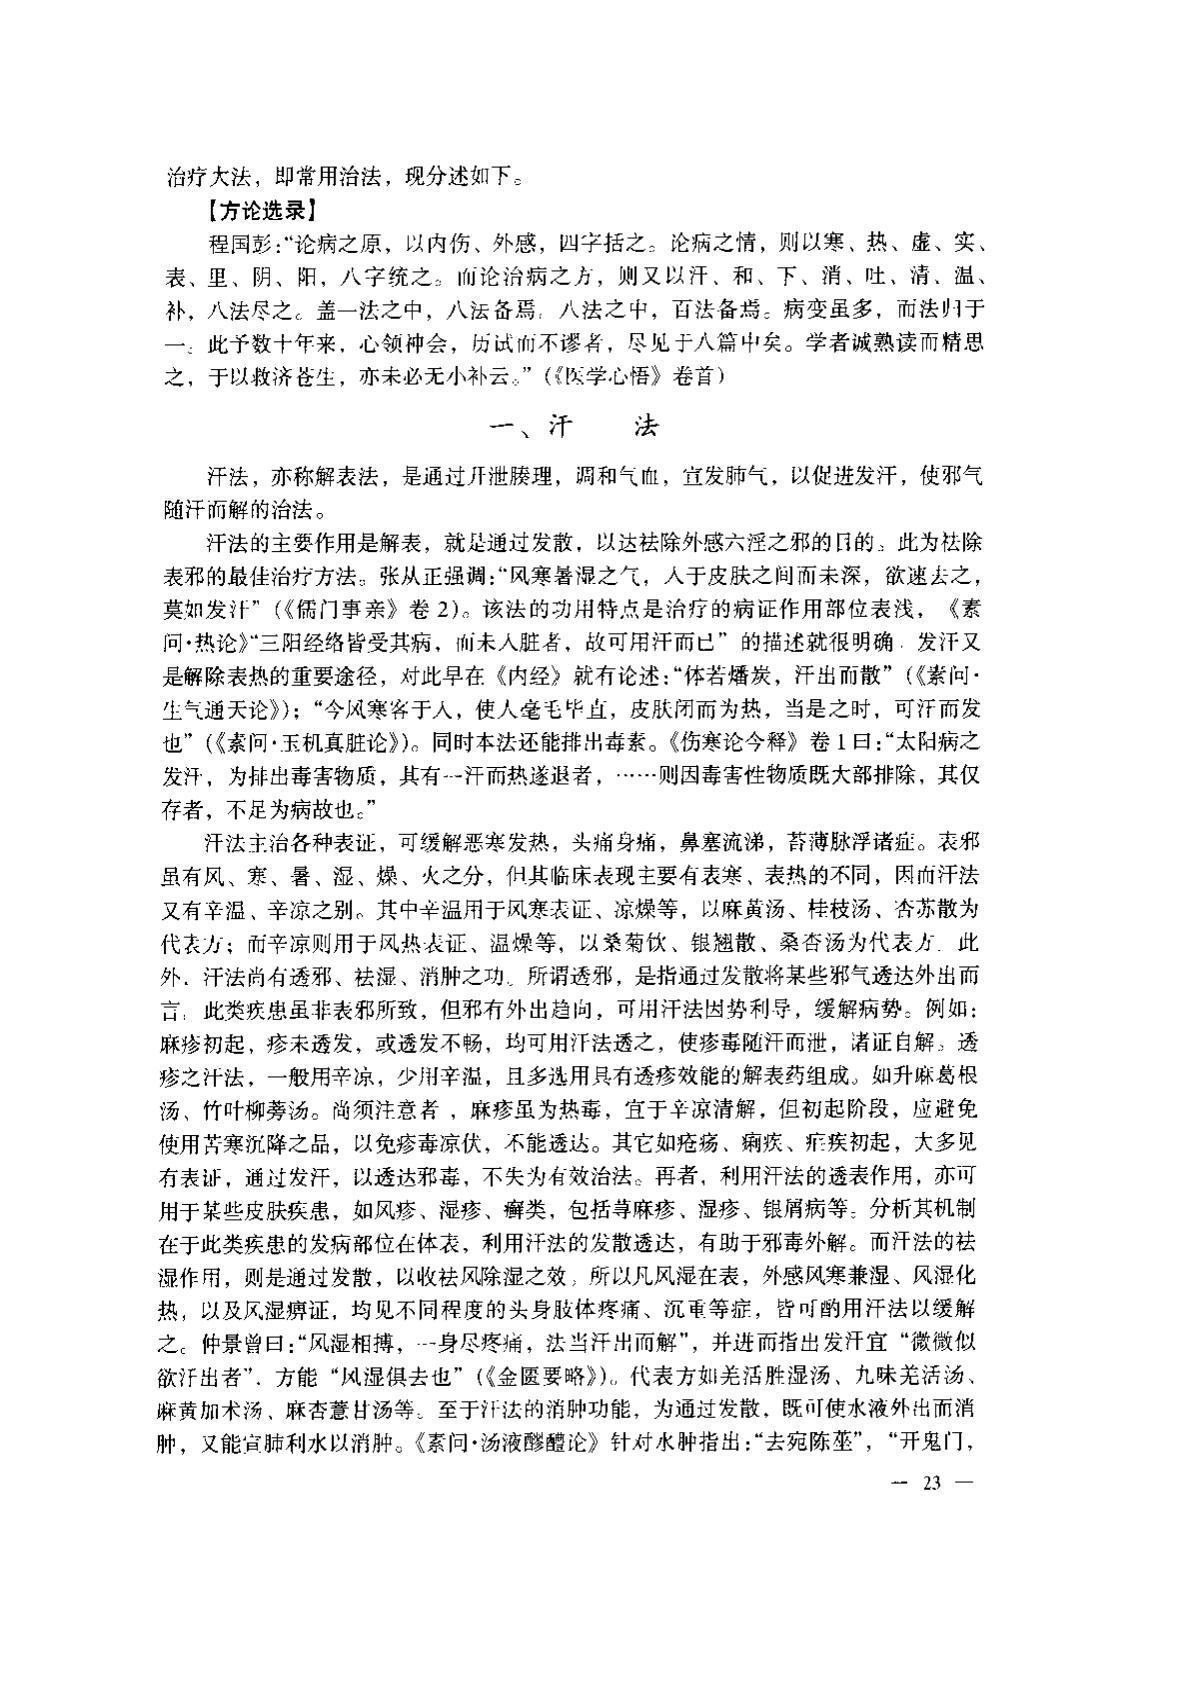 治疗大法，即常用治法，现分述如下。
【方论选录】
程国彭:“论病之原，以内伤、外感，四字括之。论病之情，则以寒、热、虚、实、
表、里、阴、阳，八字统之。而论治病之方，则又以汗、和、下、消、吐、清、温、
补，八法尽之。盖一法之中，八法备焉。八法之中，百法备焉。病变虽多，而法归于
一。此予数十年来，心领神会，历试而不谬者，尽见于八篇中矣。学者诚熟读而精思
之，于以救济苍生，亦未必无小补云。”（《医学心悟》卷首）
一、汗　　法
汗法，亦称解表法，是通过开泄腠理，调和气血，宣发肺气，以促进发汗，使邪气
随汗而解的治法。
汗法的主要作用是解表，就是通过发散，以达祛除外感六淫之邪的目的。此为祛除
表邪的最佳治疗方法。张从正强调:“风寒暑湿之气，入于皮肤之间而未深，欲速去之，
莫如发汗”（《儒门事亲》卷 2）。该法的功用特点是治疗的病证作用部位表浅，《素
问·热论》“三阳经络皆受其病，而未入脏者，故可用汗而已”的描述就很明确。发汗又
是解除表热的重要途径，对此早在《内经》就有论述:“体若燔炭，汗出而散”（《素问·
生气通天论》）；“今风寒客于人，使人毫毛毕直，皮肤闭而为热，当是之时，可汗而发
也”（《素问·玉机真脏论》）。同时本法还能排出毒素。《伤寒论今释》卷 1 曰:“太阳病之
发汗，为排出毒害物质，其有一汗而热遂退者，……则因毒害性物质既大部排除，其仅
存者，不足为病故也。”
汗法主治各种表证，可缓解恶寒发热，头痛身痛，鼻塞流涕，苔薄脉浮诸症。表邪
虽有风、寒、暑、湿、燥、火之分，但其临床表现主要有表寒、表热的不同，因而汗法
又有辛温、辛凉之别。其中辛温用于风寒表证、凉燥等，以麻黄汤、桂枝汤、杏苏散为
代表方；而辛凉则用于风热表证、温燥等，以桑菊饮、银翘散、桑杏汤为代表方。此
外，汗法尚有透邪、祛湿、消肿之功。所谓透邪，是指通过发散将某些邪气透达外出而
言。此类疾患虽非表邪所致，但邪有外出趋向，可用汗法因势利导，缓解病势。例如：
麻疹初起，疹未透发，或透发不畅，均可用汗法透之，使疹毒随汗而泄，诸证自解。透
疹之汗法，一般用辛凉，少用辛温，且多选用具有透疹效能的解表药组成。如升麻葛根
汤、竹叶柳蒡汤。尚须注意者，麻疹虽为热毒，宜于辛凉清解，但初起阶段，应避免
使用苦寒沉降之品，以免疹毒凉伏，不能透达。其它如疮疡、痢疾、疟疾初起，大多见
有表证，通过发汗，以透达邪毒，不失为有效治法。再者，利用汗法的透表作用，亦可
用于某些皮肤疾患，如风疹、湿疹、癣类，包括荨麻疹、湿疹、银屑病等。分析其机制
在于此类疾患的发病部位在体表，利用汗法的发散透达，有助于邪毒外解。而汗法的祛
湿作用，则是通过发散，以收祛风除湿之效，所以凡风湿在表，外感风寒兼湿、风湿化
热，以及风湿痹证，均见不同程度的头身肢体疼痛、沉重等症，皆可酌用汗法以缓解
之。仲景曾曰:“风湿相搏，一身尽疼痛，法当汗出而解”，并进而指出发汗宜“微微似
欲汗出者”，方能“风湿俱去也”（《金匮要略》）。代表方如羌活胜湿汤、九味羌活汤、
麻黄加术汤、麻杏薏甘汤等。至于汗法的消肿功能，为通过发散，既可使水液外出而消
肿，又能宣肺利水以消肿。《素问·汤液醪醴论》针对水肿指出:“去宛陈莝”，“开鬼门，
— 23 —